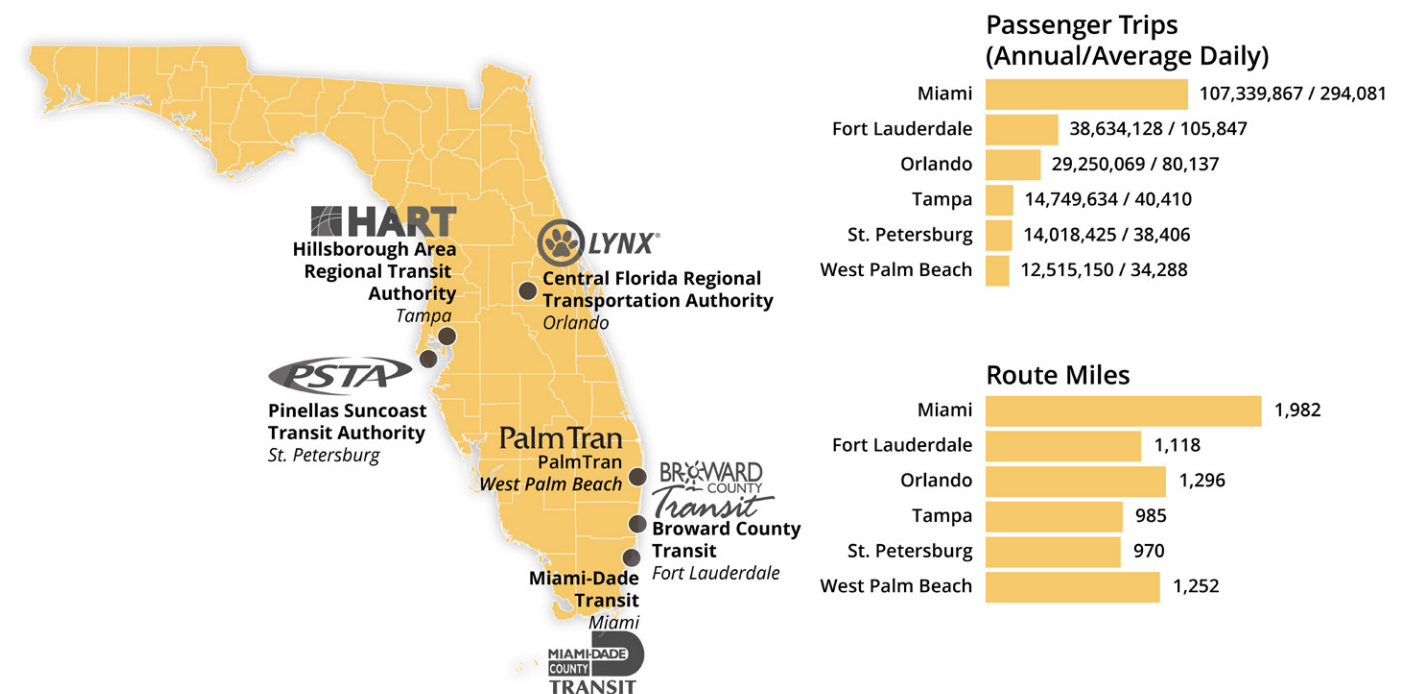 HART
Hillsborough Area
Regional Transit
Authority
Tampa
LYNX®
Central Florida Regional
Transportation Authority
Orlando
PSTA
Pinellas Suncoast
Transit Authority
St. Petersburg
PalmTran
PalmTran
West Palm Beach
BROWARD
COUNTY
Transit
Broward County
Transit
Fort Lauderdale
Miami-Dade
Transit
Miami
MIAMI-DADE
COUNTY
TRANSIT
Passenger Trips
(Annual/Average Daily)
Miami 107,339,867 / 294,081
Fort Lauderdale 38,634,128 / 105,847
Orlando 29,250,069 / 80,137
Tampa 14,749,634 / 40,410
St. Petersburg 14,018,425 / 38,406
West Palm Beach 12,515,150 / 34,288
Route Miles
Miami 1,982
Fort Lauderdale 1,118
Orlando 1,296
Tampa 985
St. Petersburg 970
West Palm Beach 1,252